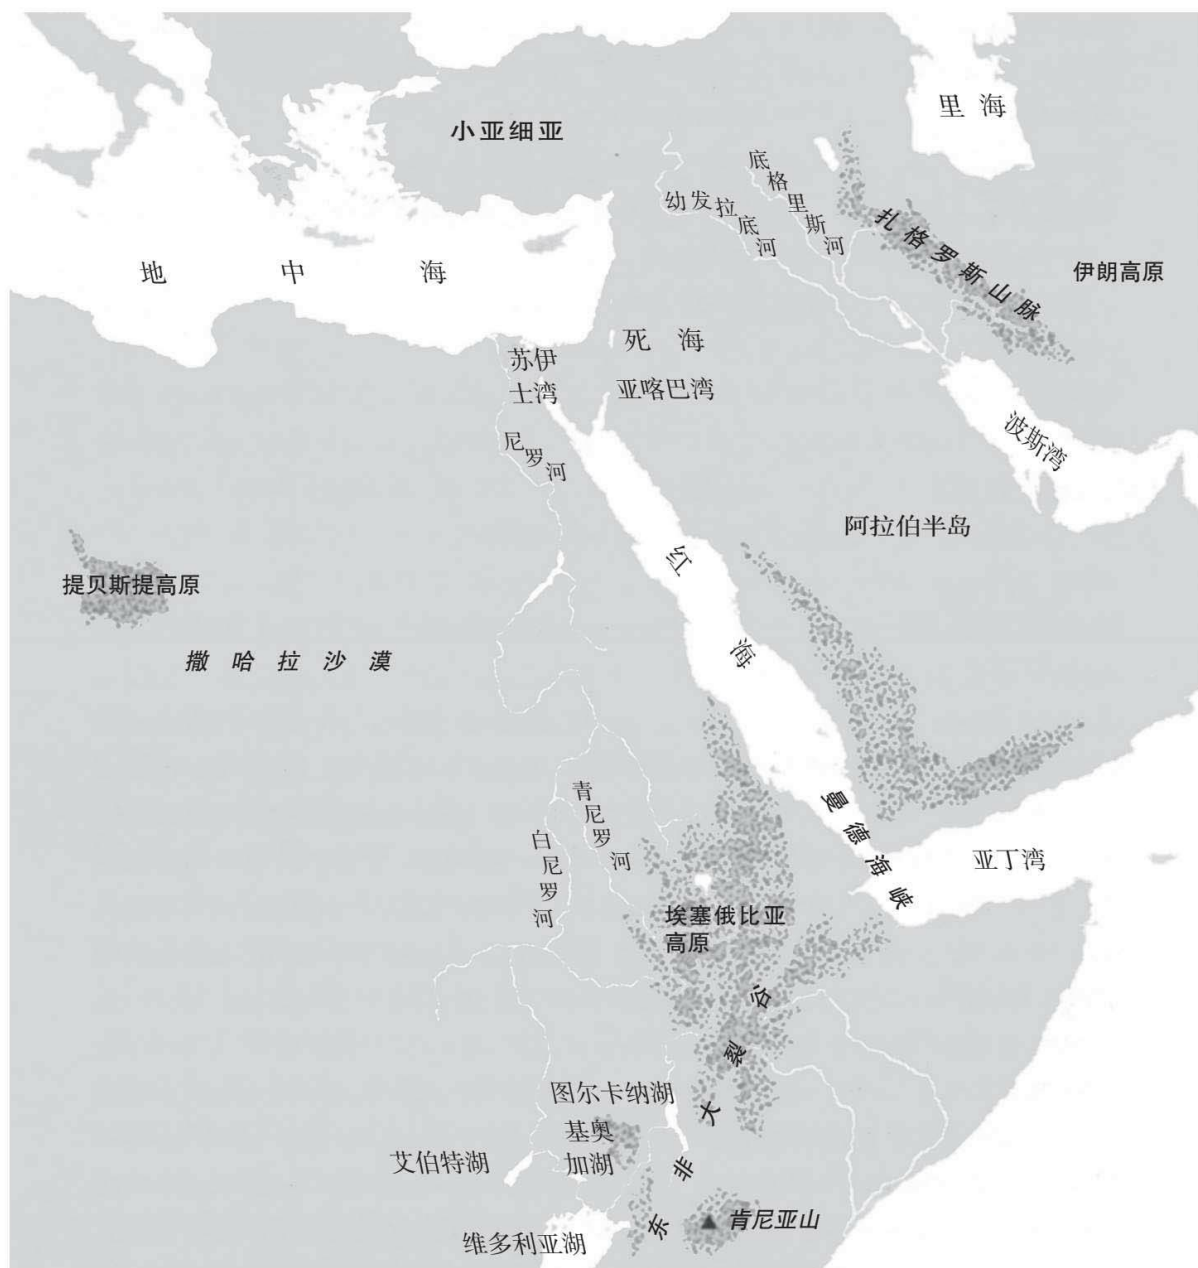 里海
小亚细亚
底格里斯河
幼发拉底河
扎格罗斯山脉
伊朗高原
地中海
死海
苏伊
士湾
亚喀巴湾
波斯湾
尼罗河
阿拉伯半岛
红海
提贝斯提高原
撒哈拉沙漠
曼德海峡
青尼罗河
白尼罗河
亚丁湾
埃塞俄比亚
高原
东非大裂谷
图尔卡纳湖
基奥
加湖
艾伯特湖
肯尼亚山
维多利亚湖